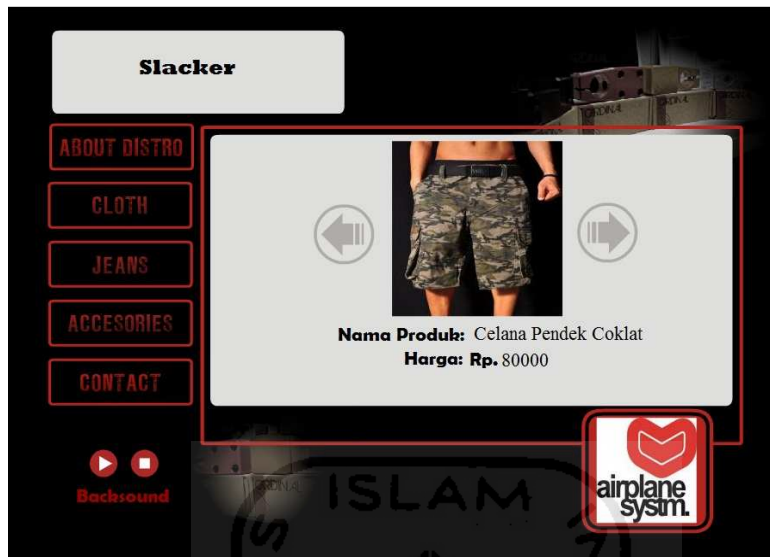 Slacker
ABOUT DISTRO
CLOTH
JEANS
ACCESORIES
CONTACT
Nama Produk: Celana Pendek Coklat
Harga: Rp. 80000
Backsound
airplane
systm.
ISLAM